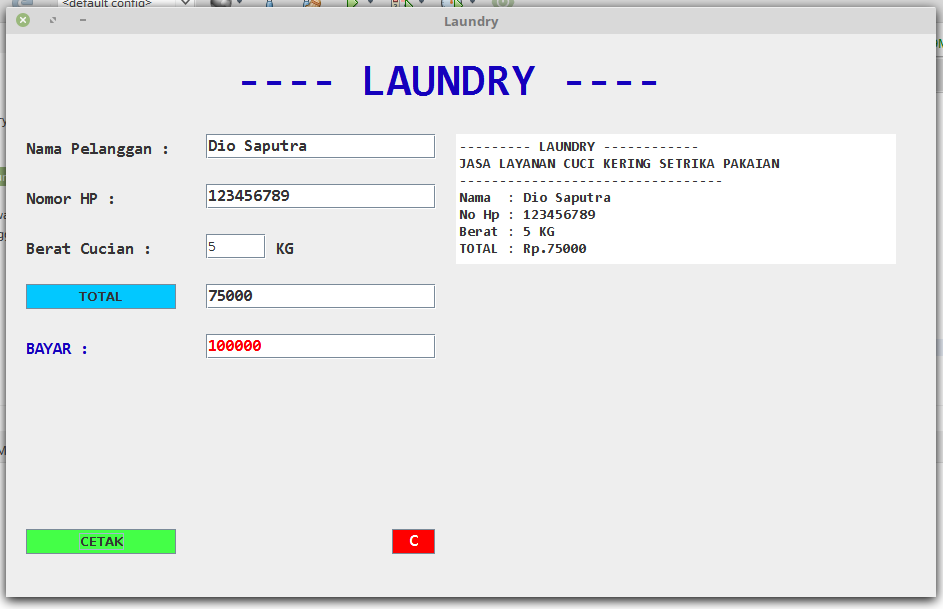 <default config>
Laundry
---- LAUNDRY ----
Nama Pelanggan : Dio Saputra
Nomor HP : 123456789
Berat Cucian : 5 KG
TOTAL 75000
BAYAR : 100000
--------- LAUNDRY ------------
JASA LAYANAN CUCI KERING SETRIKA PAKAIAN
---------------------------------
Nama : Dio Saputra
No Hp : 123456789
Berat : 5 KG
TOTAL : Rp.75000
CETAK C